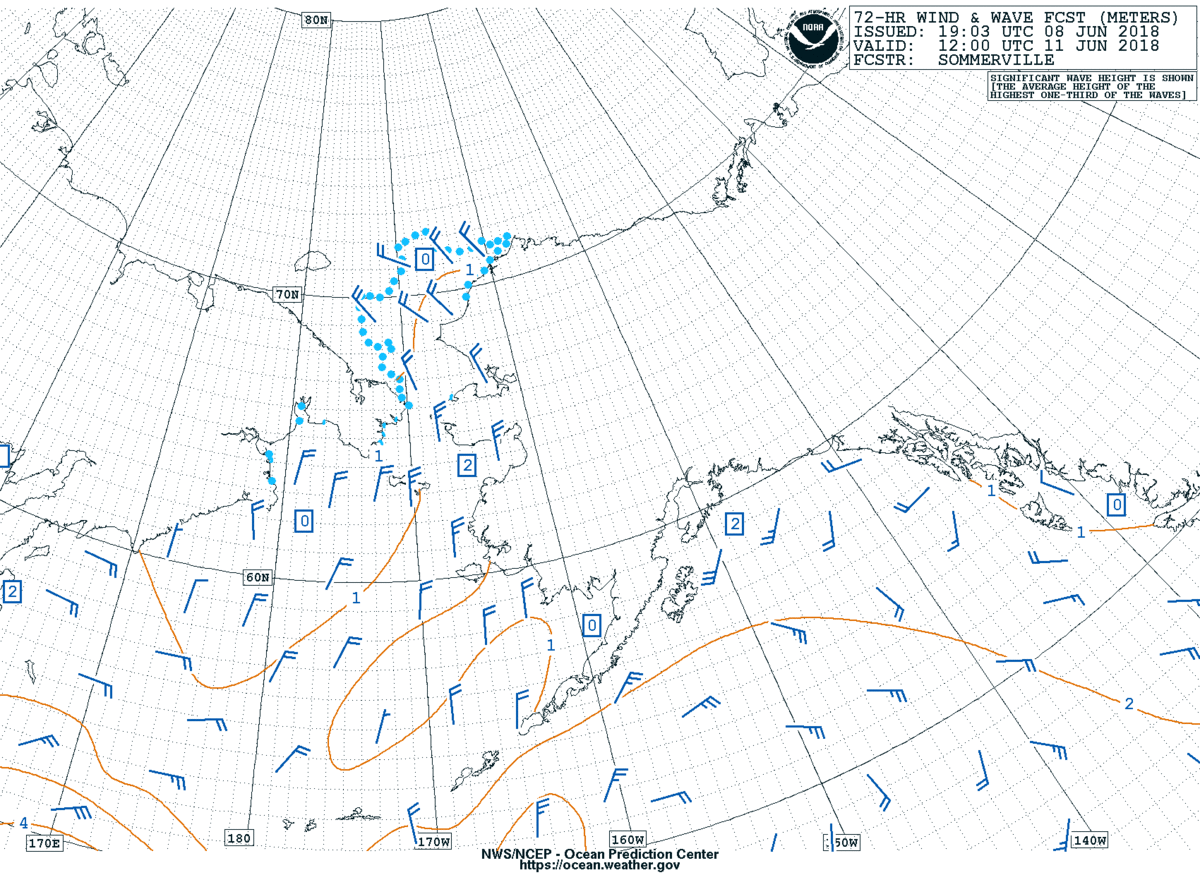 80N
NOAA
72-HR WIND & WAVE FCST (METERS)
ISSUED: 19:03 UTC 08 JUN 2018
VALID: 12:00 UTC 11 JUN 2018
FCSTR: SOMMERVILLE
SIGNIFICANT WAVE HEIGHT IS SHOWN
[THE AVERAGE HEIGHT OF THE
HIGHEST ONE-THIRD OF THE WAVES]
0
1
70N
1
2
1
0
1
0
2
60N
2
1
0
1
2
4
170E
180
170W
160W
150W
140W
NWS/NCEP - Ocean Prediction Center
https://ocean.weather.gov